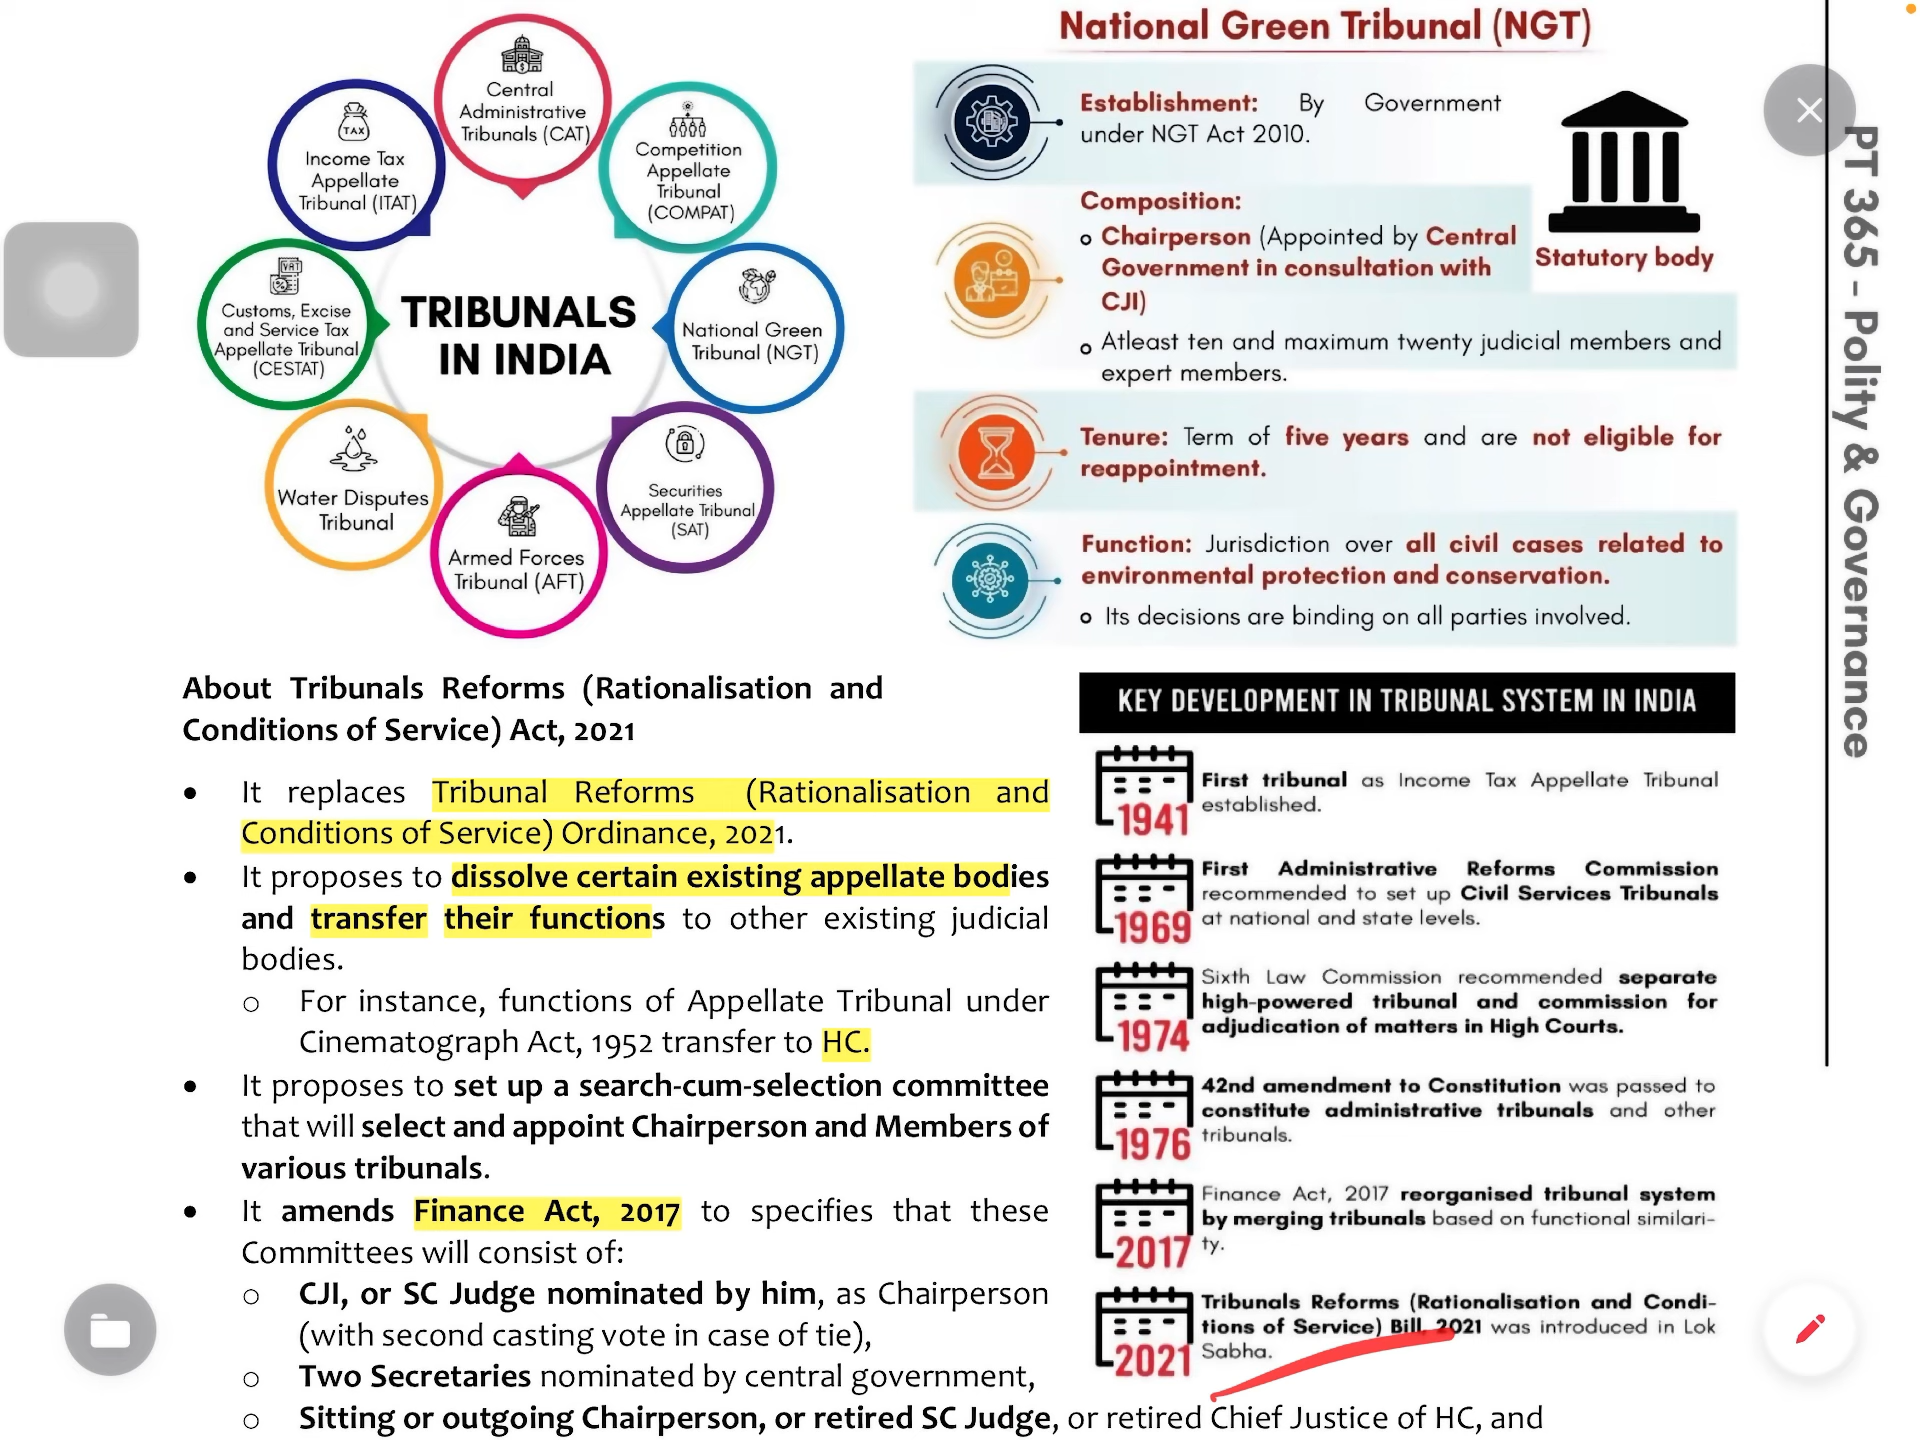 Central
Administrative
Tribunals (CAT)
Income Tax
Appellate
Tribunal (ITAT)
TAX
Competition
Appellate
Tribunal
(COMPAT)
VAT
Customs, Excise
and Service Tax
Appellate Tribunal
(CESTAT)
TRIBUNALS
IN INDIA
National Green
Tribunal (NGT)
Water Disputes
Tribunal
Securities
Appellate Tribunal
(SAT)
Armed Forces
Tribunal (AFT)
National Green Tribunal (NGT)
Establishment: By Government
under NGT Act 2010.
Composition:
o Chairperson (Appointed by Central
Government in consultation with
CJI)
o Atleast ten and maximum twenty judicial members and
expert members.
Statutory body
Tenure: Term of five years and are not eligible for
reappointment.
Function: Jurisdiction over all civil cases related to
environmental protection and conservation.
o Its decisions are binding on all parties involved.
PT 365 - Polity & Governance
About Tribunals Reforms (Rationalisation and
Conditions of Service) Act, 2021
• It replaces Tribunal Reforms (Rationalisation and
Conditions of Service) Ordinance, 2021.
• It proposes to dissolve certain existing appellate bodies
and transfer their functions to other existing judicial
bodies.
o For instance, functions of Appellate Tribunal under
Cinematograph Act, 1952 transfer to HC.
• It proposes to set up a search-cum-selection committee
that will select and appoint Chairperson and Members of
various tribunals.
• It amends Finance Act, 2017 to specifies that these
Committees will consist of:
o CJI, or SC Judge nominated by him, as Chairperson
(with second casting vote in case of tie),
o Two Secretaries nominated by central government,
o Sitting or outgoing Chairperson, or retired SC Judge, or retired Chief Justice of HC, and
KEY DEVELOPMENT IN TRIBUNAL SYSTEM IN INDIA
1941
First tribunal as Income Tax Appellate Tribunal
established.
1969
First Administrative Reforms Commission
recommended to set up Civil Services Tribunals
at national and state levels.
1974
Sixth Law Commission recommended separate
high-powered tribunal and commission for
adjudication of matters in High Courts.
1976
42nd amendment to Constitution was passed to
constitute administrative tribunals and other
tribunals.
2017
Finance Act, 2017 reorganised tribunal system
by merging tribunals based on functional similari-
ty.
2021
Tribunals Reforms (Rationalisation and Condi-
tions of Service) Bill, 2021 was introduced in Lok
Sabha.